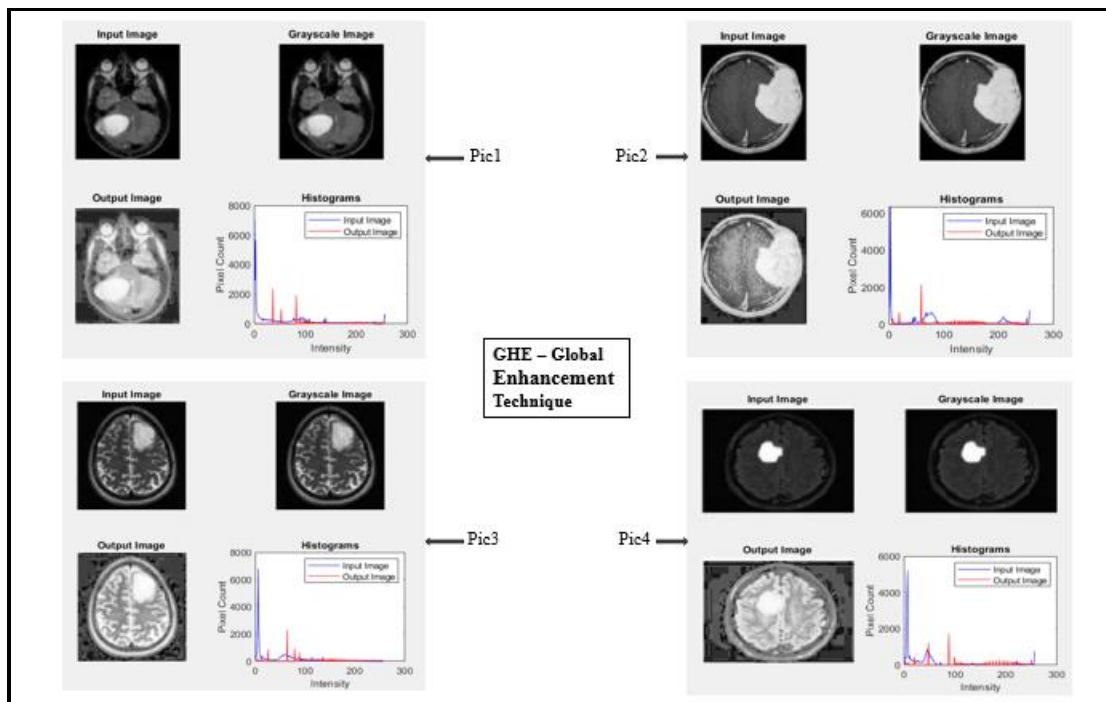 Input Image
Grayscale Image
Output Image
Histograms
8000
6000
4000
2000
0
Pixel Count
Input Image
Output Image
0
100
200
300
Intensity
Pic1
Input Image
Grayscale Image
Output Image
Histograms
6000
4000
2000
0
Pixel Count
Input Image
Output Image
0
100
200
300
Intensity
Pic2
GHE – Global
Enhancement
Technique
Input Image
Grayscale Image
Output Image
Histograms
8000
6000
4000
2000
0
Pixel Count
Input Image
Output Image
0
100
200
300
Intensity
Pic3
Input Image
Grayscale Image
Output Image
Histograms
6000
4000
2000
0
Pixel Count
Input Image
Output Image
0
100
200
300
Intensity
Pic4